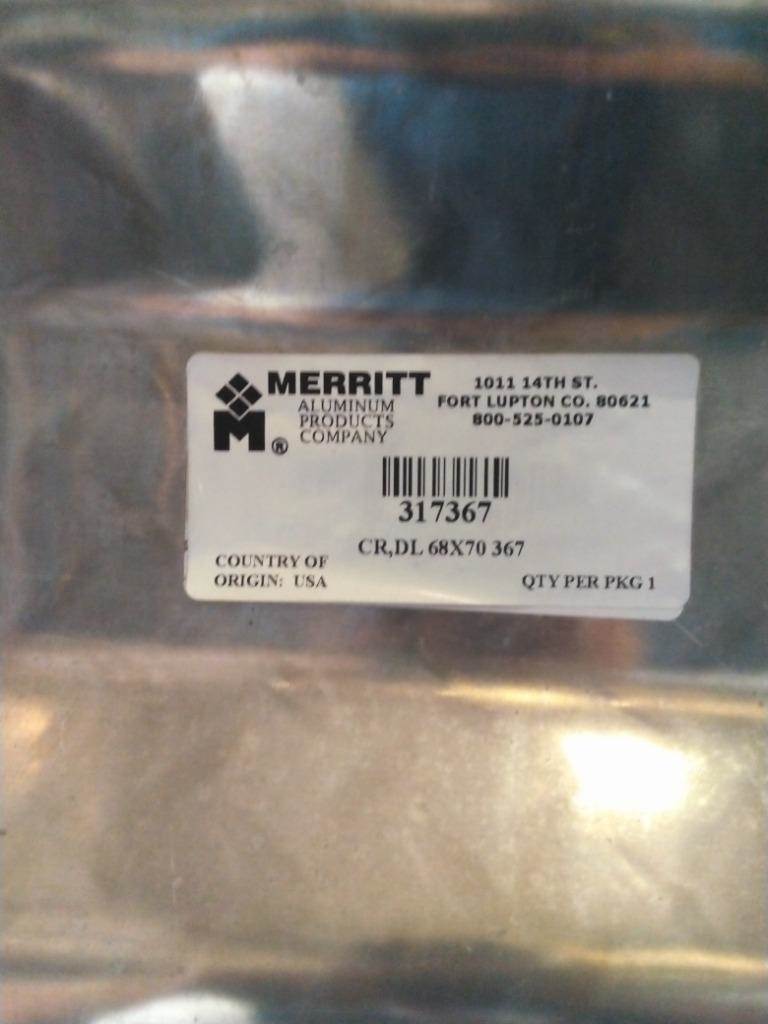 MERRITT
ALUMINUM
PRODUCTS
COMPANY
M®
1011 14TH ST.
FORT LUPTON CO. 80621
800-525-0107
317367
CR,DL 68X70 367
COUNTRY OF
ORIGIN: USA
QTY PER PKG 1